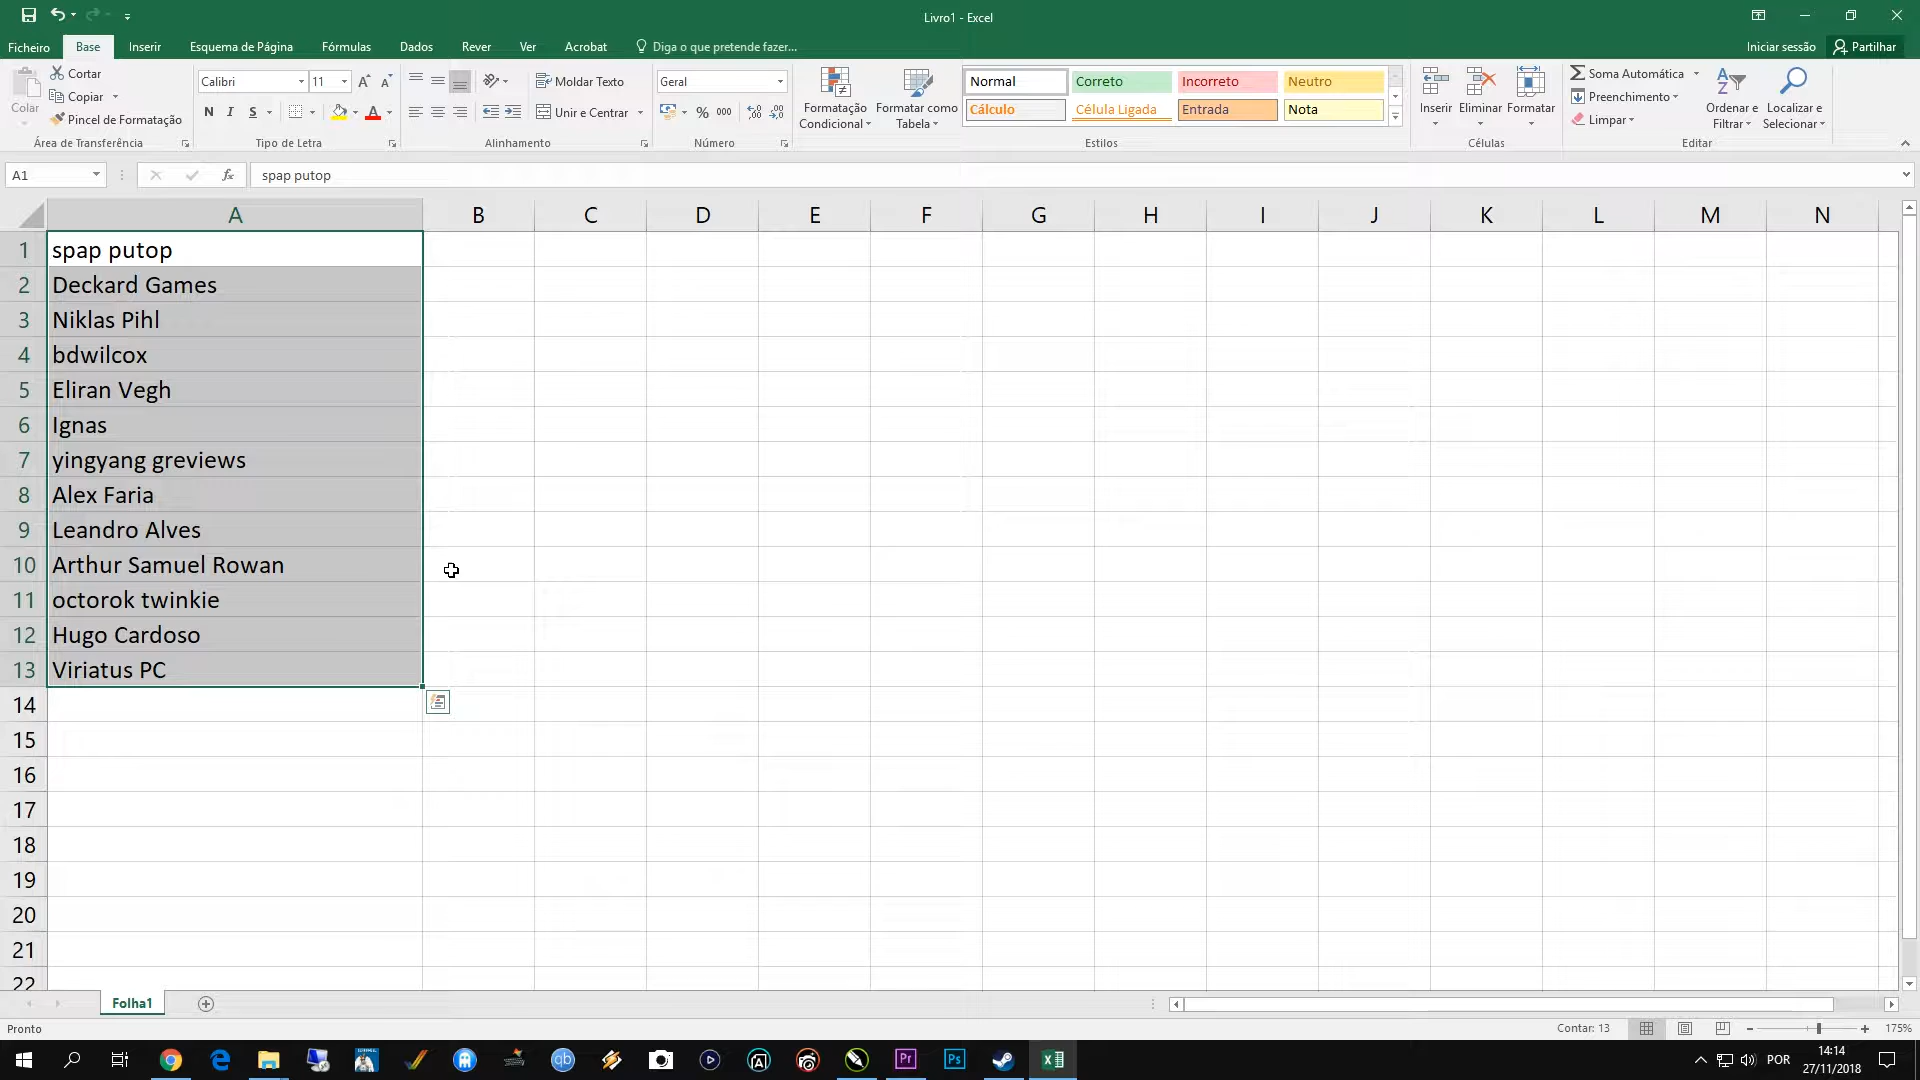 Livro1 - Excel
Ficheiro Base Inserir Esquema de Página Fórmulas Dados Rever Ver Acrobat Diga o que pretende fazer... Iniciar sessão Partilhar
Colar
Cortar
Copiar
Pincel de Formatação
Área de Transferência
Calibri 11
N I S
Tipo de Letra
Moldar Texto
Unir e Centrar
Alinhamento
Geral
% 000
Número
Formatação Condicional
Formatar como Tabela
Normal Correto Incorreto Neutro
Cálculo Célula Ligada Entrada Nota
Estilos
Inserir Eliminar Formatar
Células
Soma Automática
Preenchimento
Limpar
Ordenar e Filtrar
Localizar e Selecionar
Editar
A1 fx spap putop
A B C D E F G H I J K L M N
1 spap putop
2 Deckard Games
3 Niklas Pihl
4 bdwilcox
5 Eliran Vegh
6 Ignas
7 yingyang greviews
8 Alex Faria
9 Leandro Alves
10 Arthur Samuel Rowan
11 octorok twinkie
12 Hugo Cardoso
13 Viriatus PC
14
15
16
17
18
19
20
21
22
Folha1
Pronto Contar: 13 175%
qb Pr Ps POR 14:14
27/11/2018